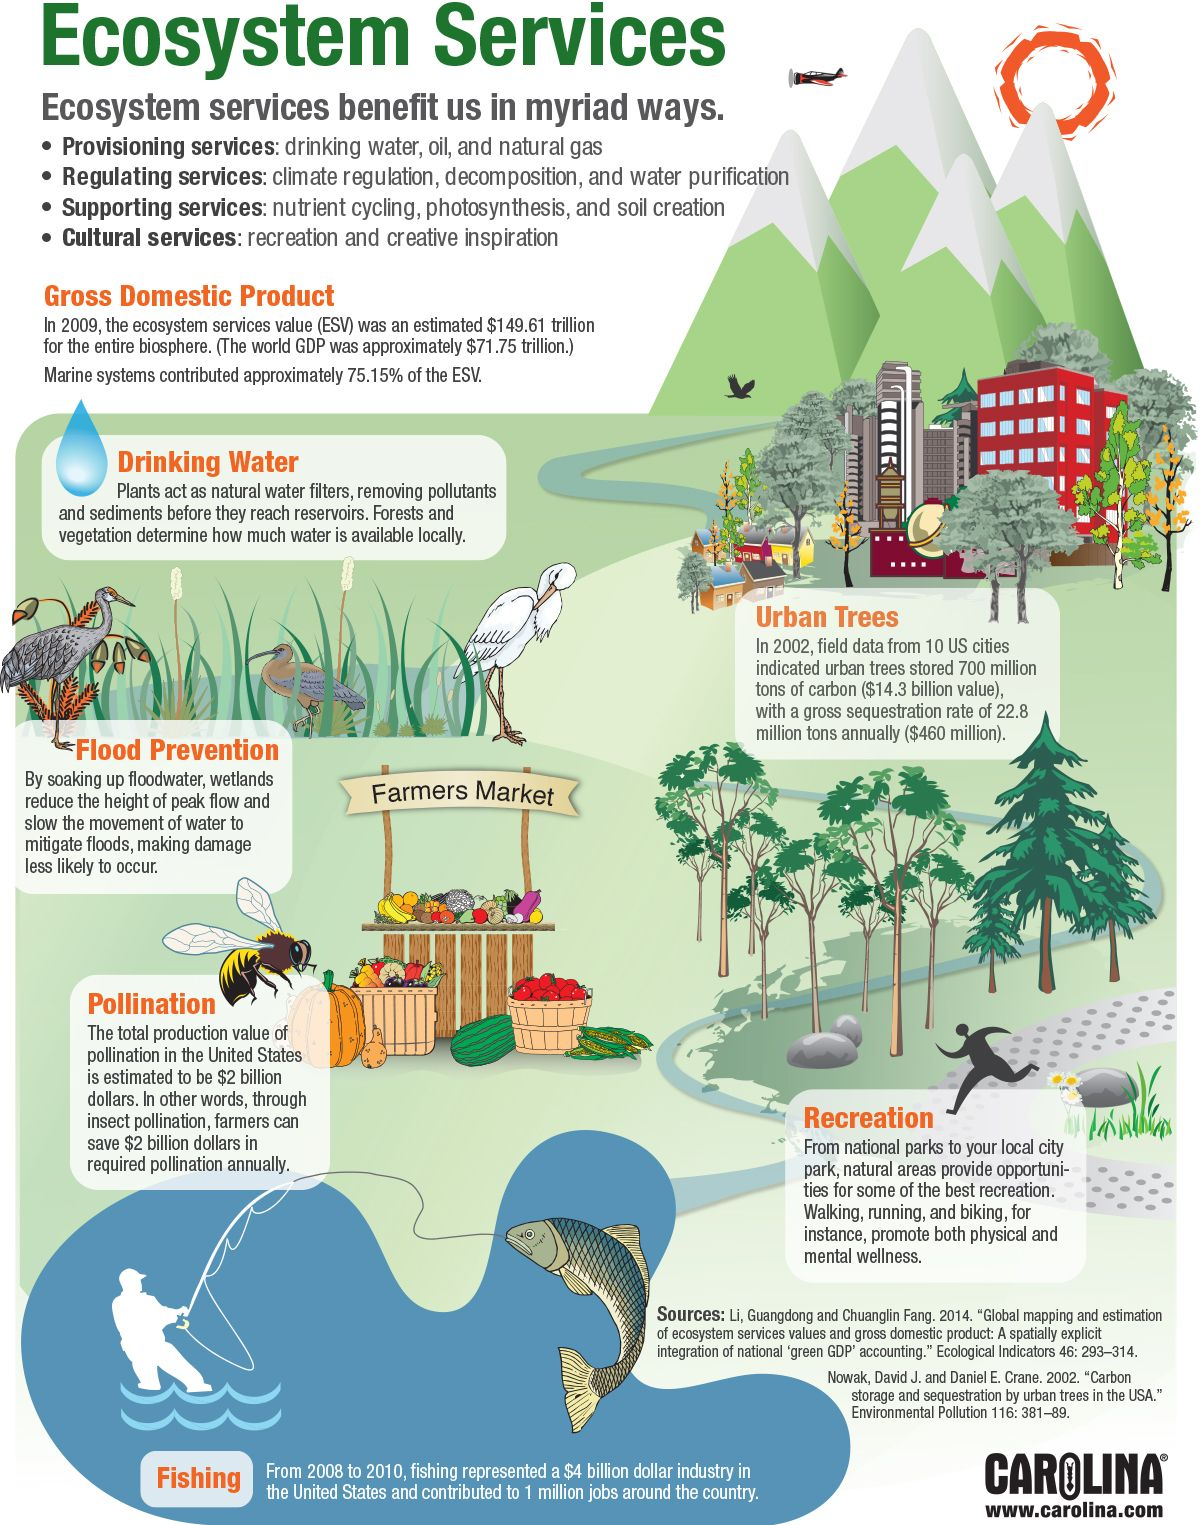 Ecosystem Services
Ecosystem services benefit us in myriad ways.
• Provisioning services: drinking water, oil, and natural gas
• Regulating services: climate regulation, decomposition, and water purification
• Supporting services: nutrient cycling, photosynthesis, and soil creation
• Cultural services: recreation and creative inspiration
Gross Domestic Product
In 2009, the ecosystem services value (ESV) was an estimated $149.61 trillion
for the entire biosphere. (The world GDP was approximately $71.75 trillion.)
Marine systems contributed approximately 75.15% of the ESV.
Drinking Water
Plants act as natural water filters, removing pollutants
and sediments before they reach reservoirs. Forests and
vegetation determine how much water is available locally.
Urban Trees
In 2002, field data from 10 US cities
indicated urban trees stored 700 million
tons of carbon ($14.3 billion value),
with a gross sequestration rate of 22.8
million tons annually ($460 million).
Flood Prevention
By soaking up floodwater, wetlands
reduce the height of peak flow and
slow the movement of water to
mitigate floods, making damage
less likely to occur.
Farmers Market
Pollination
The total production value of
pollination in the United States
is estimated to be $2 billion
dollars. In other words, through
insect pollination, farmers can
save $2 billion dollars in
required pollination annually.
Recreation
From national parks to your local city
park, natural areas provide opportuni-
ties for some of the best recreation.
Walking, running, and biking, for
instance, promote both physical and
mental wellness.
Sources: Li, Guangdong and Chuanglin Fang. 2014. “Global mapping and estimation
of ecosystem services values and gross domestic product: A spatially explicit
integration of national ‘green GDP’ accounting.” Ecological Indicators 46: 293–314.
Nowak, David J. and Daniel E. Crane. 2002. “Carbon
storage and sequestration by urban trees in the USA.”
Environmental Pollution 116: 381–89.
Fishing
From 2008 to 2010, fishing represented a $4 billion dollar industry in
the United States and contributed to 1 million jobs around the country.
CAROLINA®
www.carolina.com